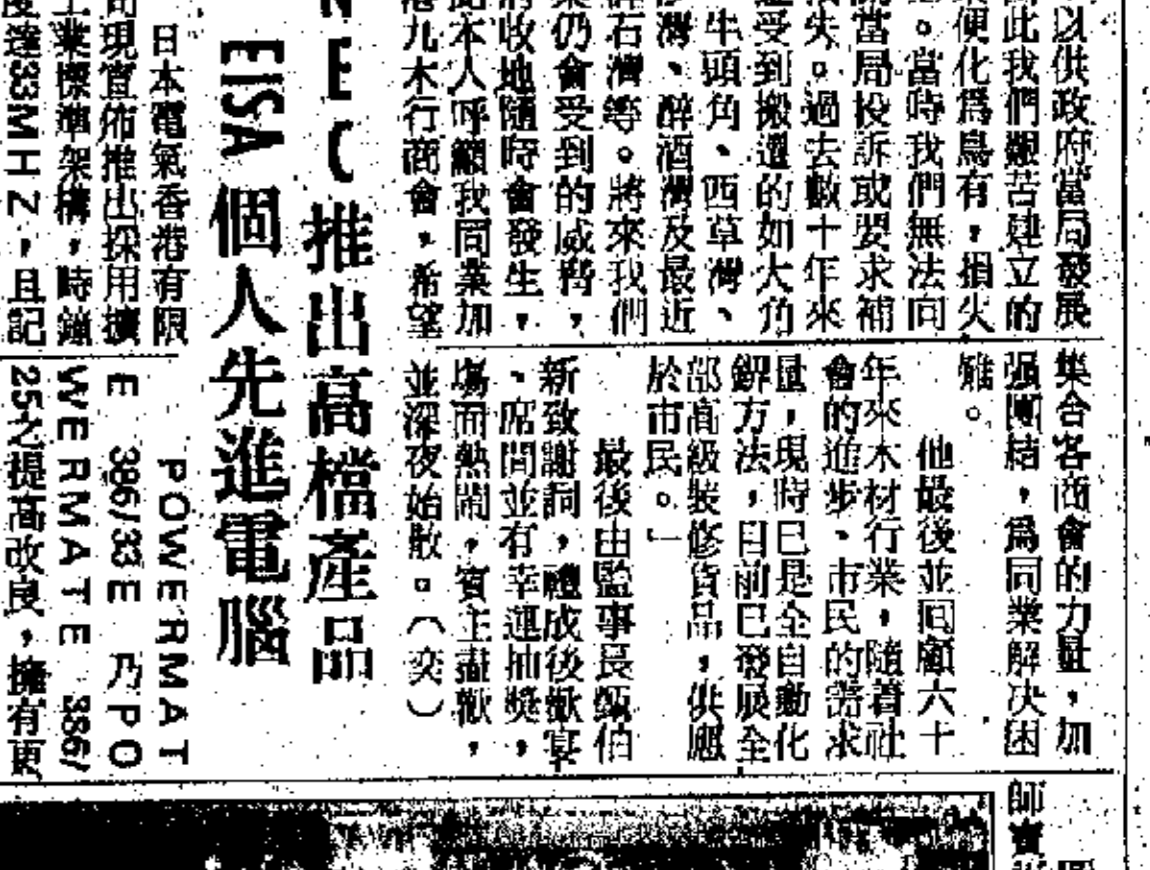 以供政府當局發展
此我們艱苦建立的
便化為烏有，損失
。當時我們無法向
當局投訴或要求補
失。過去數十年來
受到搬遷的如大角
牛頭角、西草灣、
灣、醉酒灣及最近
石灣等。將來我們
仍會受到的威脅，
收地隨時會發生，
本人呼籲我同業加
九木行商會，希望
集合各商會的力量，加
強團結，為同業解決困
難。
他最後並回顧六十
年來木材行業，隨着社
會的進步、市民的需求
量，現時已是全自動化
鋸方法，目前已發展全
部高級裝修貨品，供應
於市民。」
最後由監事長甄伯
新致謝詞，禮成後歡宴
、席間並有幸運抽獎，
場面熱鬧，賓主盡歡，
並深夜始散。（奕）
NEC推出高檔產品
EISA個人先進電腦
日本電氣香港有限
司現宣佈推出採用擴
業標準架構，時鐘
達33MHZ，且記
POWERMAT
E 386/33E 乃PO
WERMATE 386/
25之提高改良，擁有更
師